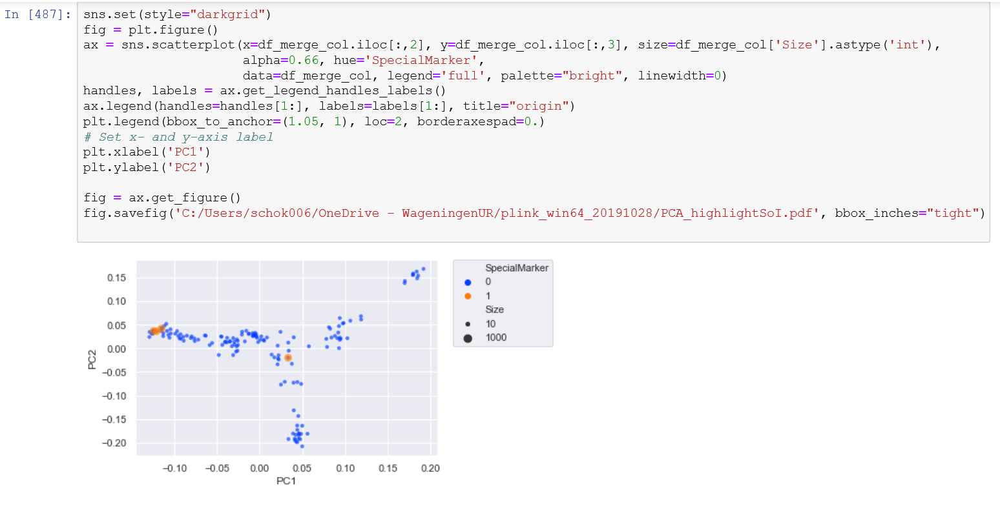 In [487]:
sns.set(style="darkgrid")
fig = plt.figure()
ax = sns.scatterplot(x=df_merge_col.iloc[:,2], y=df_merge_col.iloc[:,3], size=df_merge_col['Size'].astype('int'),
                     alpha=0.66, hue='SpecialMarker',
                     data=df_merge_col, legend='full', palette="bright", linewidth=0)
handles, labels = ax.get_legend_handles_labels()
ax.legend(handles=handles[1:], labels=labels[1:], title="origin")
plt.legend(bbox_to_anchor=(1.05, 1), loc=2, borderaxespad=0.)
# Set x- and y-axis label
plt.xlabel('PC1')
plt.ylabel('PC2')
fig = ax.get_figure()
fig.savefig('C:/Users/schok006/OneDrive - WageningenUR/plink_win64_20191028/PCA_highlightSoI.pdf', bbox_inches="tight")
0.15
0.10
0.05
0.00
−0.05
−0.10
−0.15
−0.20
PC2
−0.10 −0.05 0.00 0.05 0.10 0.15 0.20
PC1
SpecialMarker
0
1
Size
10
1000